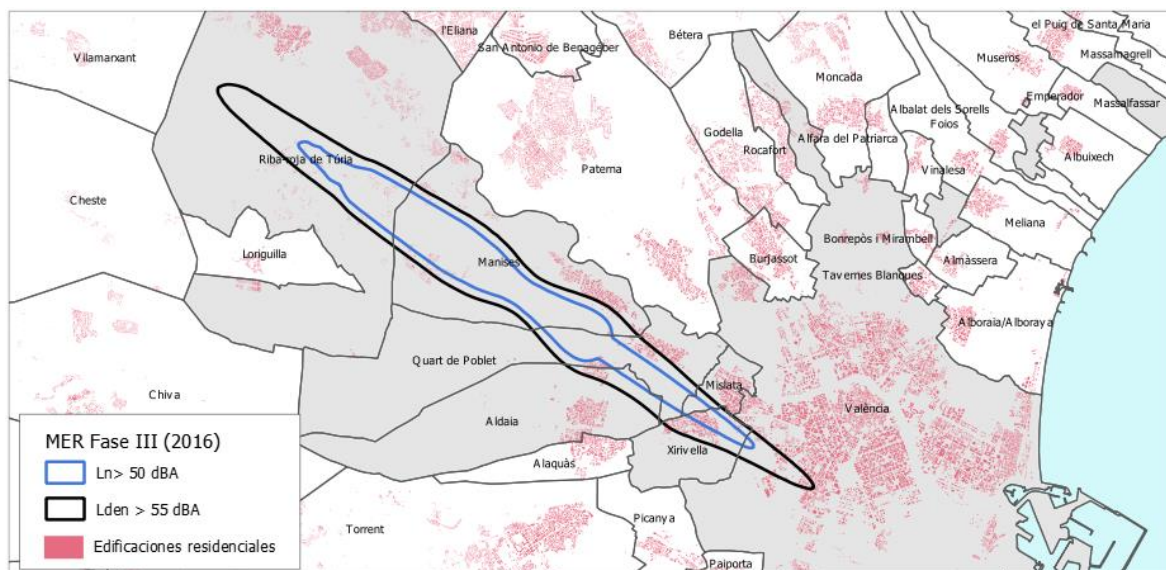 el Puig de Santa Maria
l'Eliana
Bétera
San Antonio de Benagéber
Vilamarxant
Museros
Massamagrell
Moncada
Emperador
Massalfassar
Albalat dels Sorells
Foios
Godella
Rocafort
Alfara del Patriarca
Albuixech
Riba-roja de Túria
Paterna
Vinalesa
Cheste
Meliana
Bonrepòs i Mirambell
Loriguilla
Manises
Burjassot
Almàssera
Tavernes Blanques
Alboraia/Alboraya
Quart de Poblet
Mislata
Chiva
València
Aldaia
Xirivella
Alaquàs
Picanya
Torrent
Paiporta
MER Fase III (2016)
Ln> 50 dBA
Lden > 55 dBA
Edificaciones residenciales